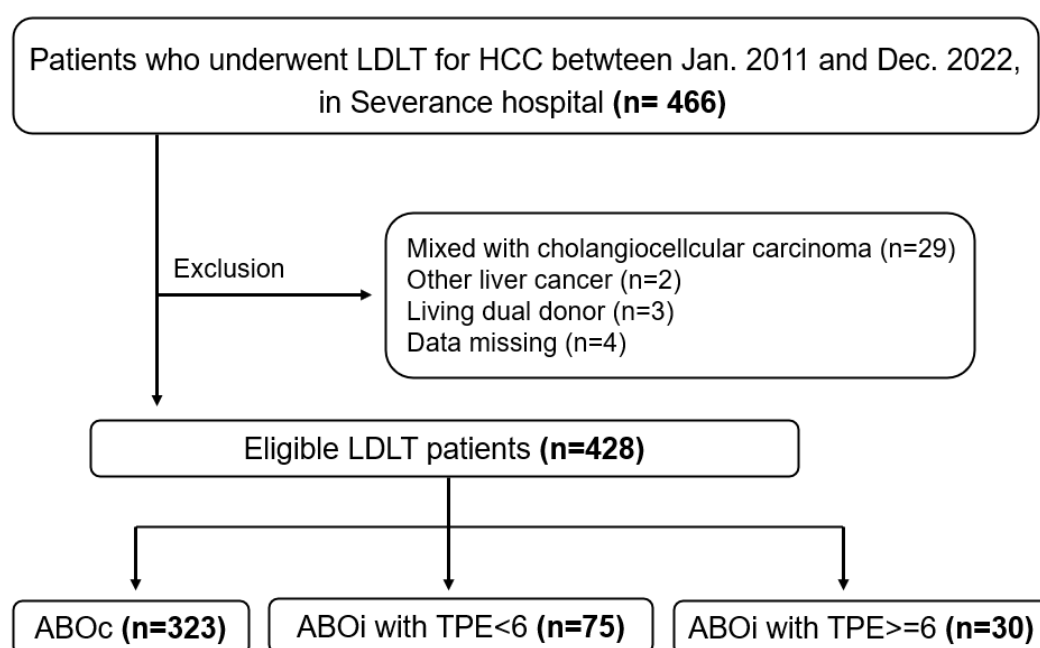 Patients who underwent LDLT for HCC betwteen Jan. 2011 and Dec. 2022,
in Severance hospital (n= 466)
Exclusion
Mixed with cholangiocellcular carcinoma (n=29)
Other liver cancer (n=2)
Living dual donor (n=3)
Data missing (n=4)
Eligible LDLT patients (n=428)
ABOc (n=323)
ABOi with TPE<6 (n=75)
ABOi with TPE>=6 (n=30)